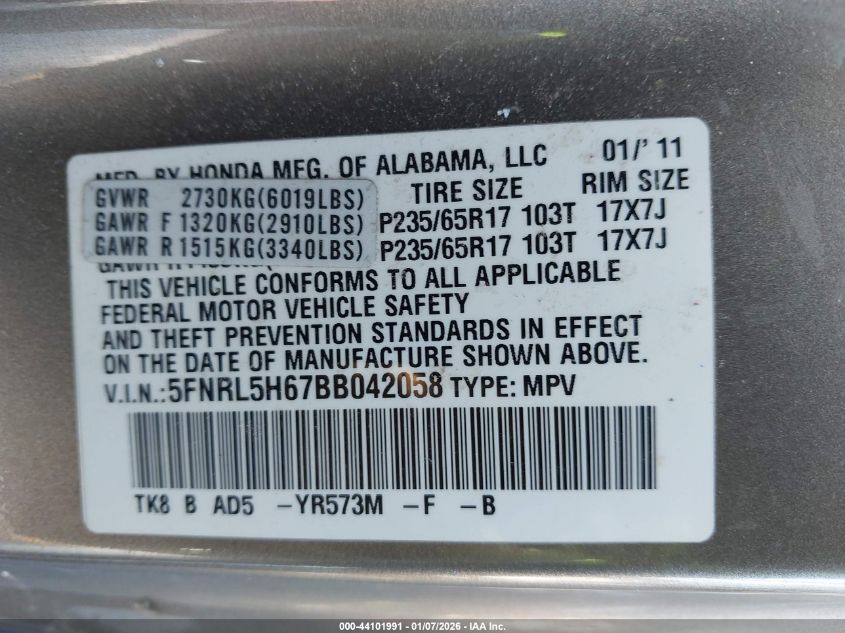 MFD. BY HONDA MFG. OF ALABAMA, LLC 01/' 11
TIRE SIZE RIM SIZE
GVWR 2730KG(6019LBS)
GAWR F 1320KG(2910LBS) P235/65R17 103T 17X7J
GAWR R 1515KG(3340LBS) P235/65R17 103T 17X7J
THIS VEHICLE CONFORMS TO ALL APPLICABLE
FEDERAL MOTOR VEHICLE SAFETY
AND THEFT PREVENTION STANDARDS IN EFFECT
ON THE DATE OF MANUFACTURE SHOWN ABOVE.
V.I.N.:5FNRL5H67BB042058 TYPE: MPV
TK8 B AD5 -YR573M -F -B
000-44101991 | 01/07/2026 | IAA Inc.